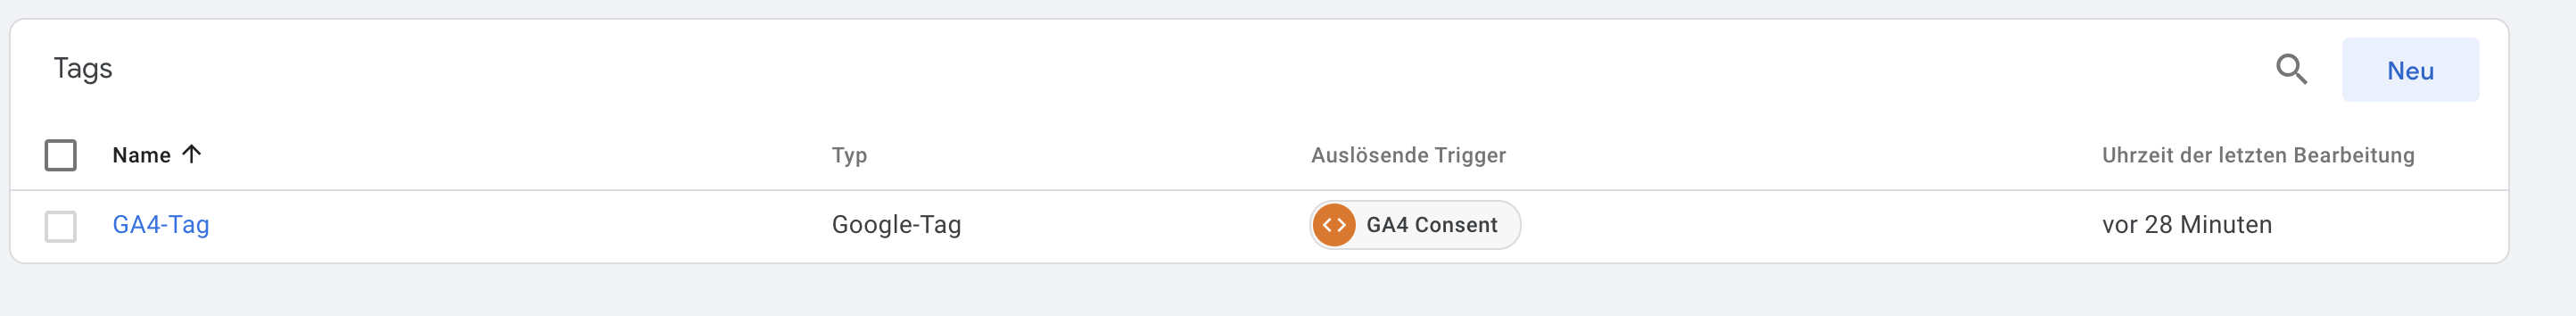 Tags
Neu
Name ↑ Typ Auslösende Trigger Uhrzeit der letzten Bearbeitung
GA4-Tag Google-Tag GA4 Consent vor 28 Minuten